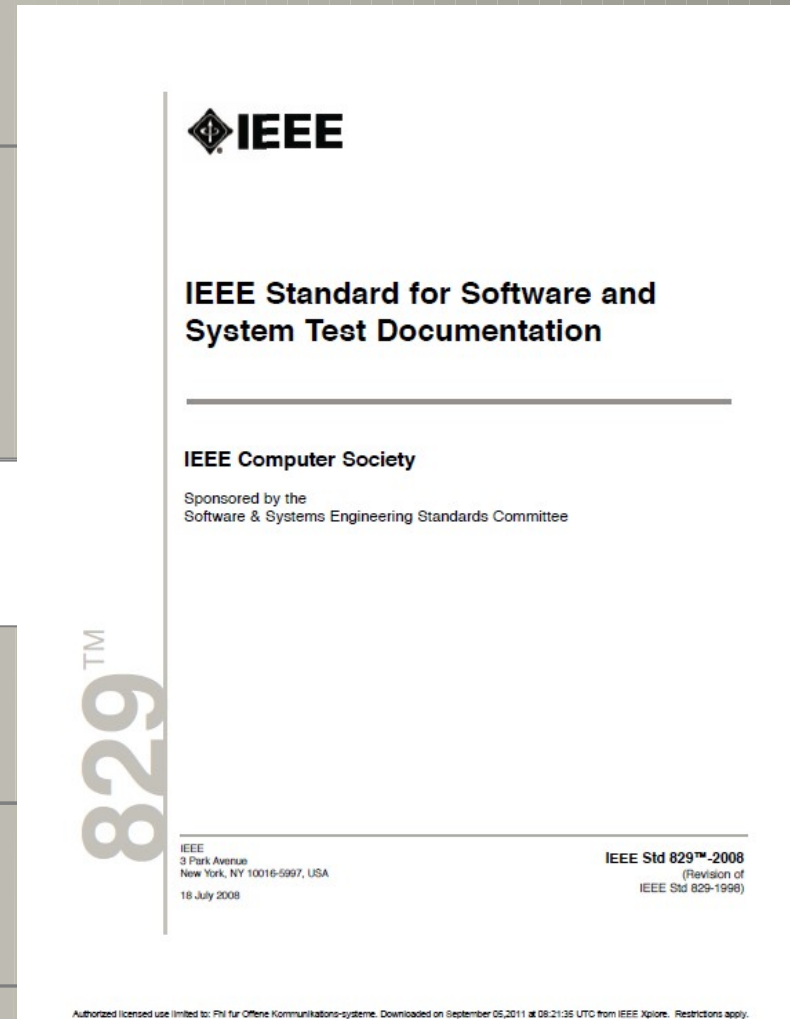 IEEE
IEEE Standard for Software and
System Test Documentation
IEEE Computer Society
Sponsored by the
Software & Systems Engineering Standards Committee
829™
IEEE
3 Park Avenue
New York, NY 10016-5997, USA
18 July 2008
IEEE Std 829™-2008
(Revision of
IEEE Std 829-1998)
Authorized licensed use limited to: Fhi fur Offene Kommunikations-systeme. Downloaded on September 05,2011 at 08:21:35 UTC from IEEE Xplore. Restrictions apply.